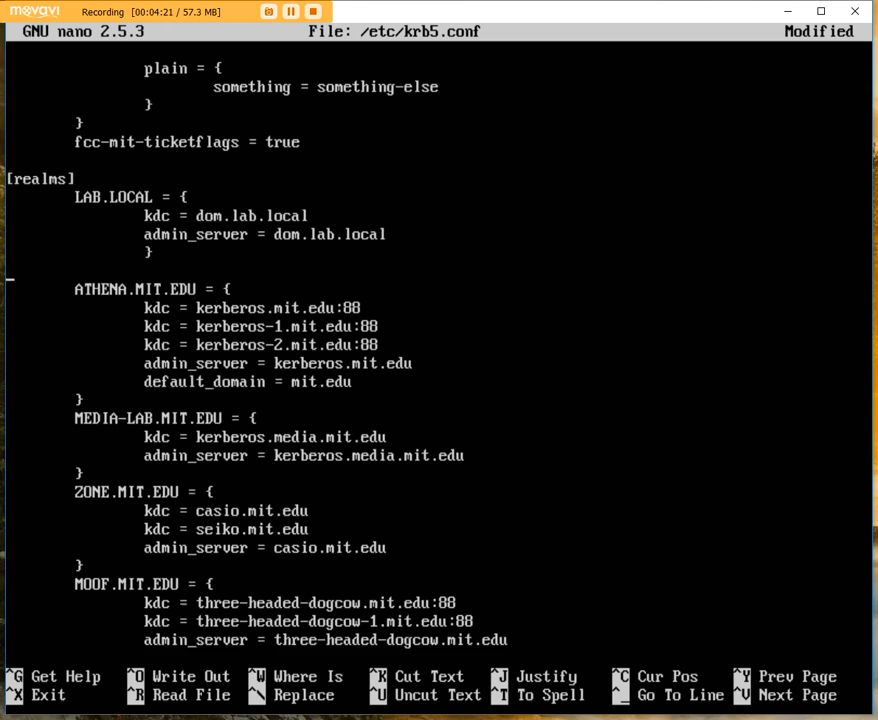 movavi Recording [00:04:21 / 57.3 MB]
GNU nano 2.5.3 File: /etc/krb5.conf Modified
plain = {
something = something-else
}
}
fcc-mit-ticketflags = true
[realms]
LAB.LOCAL = {
kdc = dom.lab.local
admin_server = dom.lab.local
}
ATHENA.MIT.EDU = {
kdc = kerberos.mit.edu:88
kdc = kerberos-1.mit.edu:88
kdc = kerberos-2.mit.edu:88
admin_server = kerberos.mit.edu
default_domain = mit.edu
}
MEDIA-LAB.MIT.EDU = {
kdc = kerberos.media.mit.edu
admin_server = kerberos.media.mit.edu
}
ZONE.MIT.EDU = {
kdc = casio.mit.edu
kdc = seiko.mit.edu
admin_server = casio.mit.edu
}
MOOF.MIT.EDU = {
kdc = three-headed-dogcow.mit.edu:88
kdc = three-headed-dogcow-1.mit.edu:88
admin_server = three-headed-dogcow.mit.edu
^G Get Help ^O Write Out ^W Where Is ^K Cut Text ^J Justify ^C Cur Pos ^Y Prev Page
^X Exit ^R Read File ^\ Replace ^U Uncut Text ^T To Spell ^_ Go To Line ^V Next Page